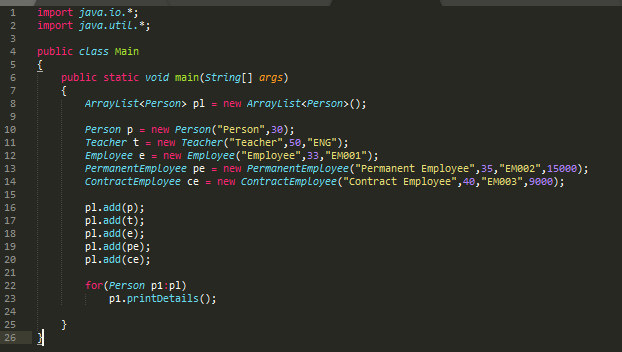 1 import java.io.*;
2 import java.util.*;
3
4 public class Main
5 {
6 public static void main(String[] args)
7 {
8 ArrayList<Person> pl = new ArrayList<Person>();
9
10 Person p = new Person("Person",30);
11 Teacher t = new Teacher("Teacher",50,"ENG");
12 Employee e = new Employee("Employee",33,"EM001");
13 PermanentEmployee pe = new PermanentEmployee("Permanent Employee",35,"EM002",15000);
14 ContractEmployee ce = new ContractEmployee("Contract Employee",40,"EM003",9000);
15
16 pl.add(p);
17 pl.add(t);
18 pl.add(e);
19 pl.add(pe);
20 pl.add(ce);
21
22 for(Person p1:pl)
23 p1.printDetails();
24
25 }
26 }